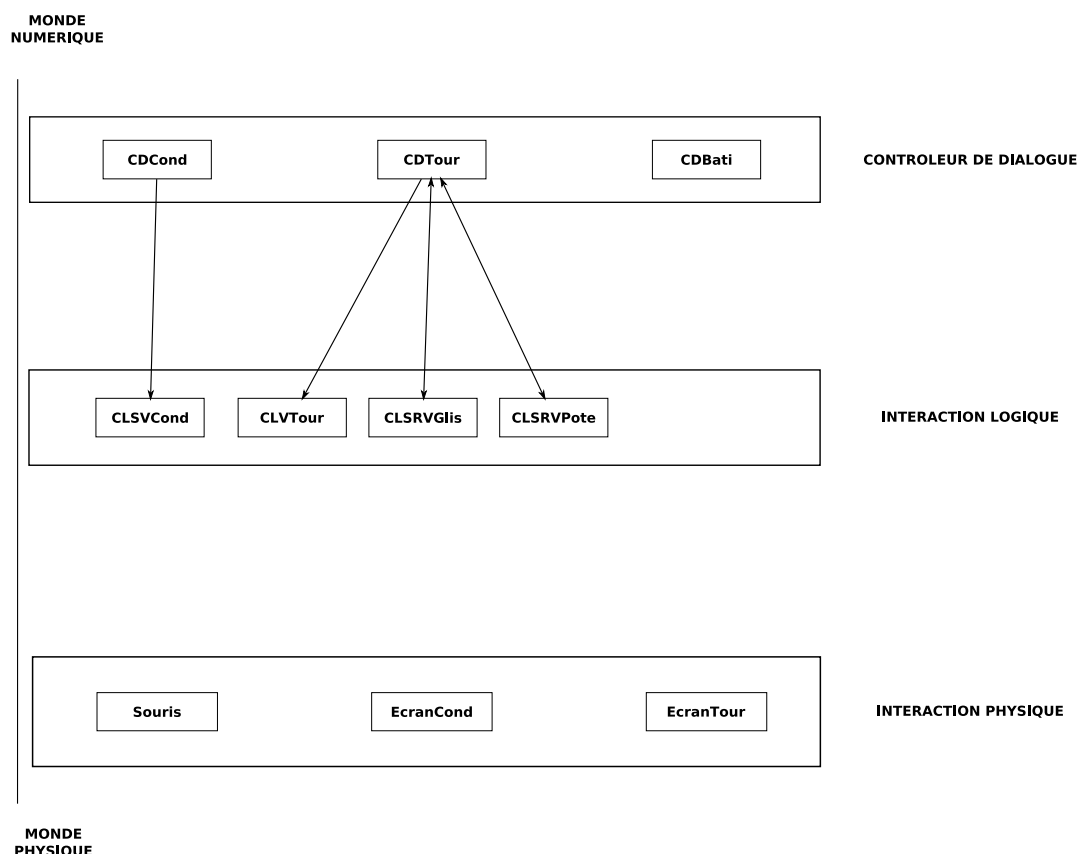 MONDE
NUMERIQUE
CDCond
CDTour
CDBati
CONTROLEUR DE DIALOGUE
CLSVCond
CLVTour
CLSRVGlis
CLSRVPote
INTERACTION LOGIQUE
Souris
EcranCond
EcranTour
INTERACTION PHYSIQUE
MONDE
PHYSIQUE